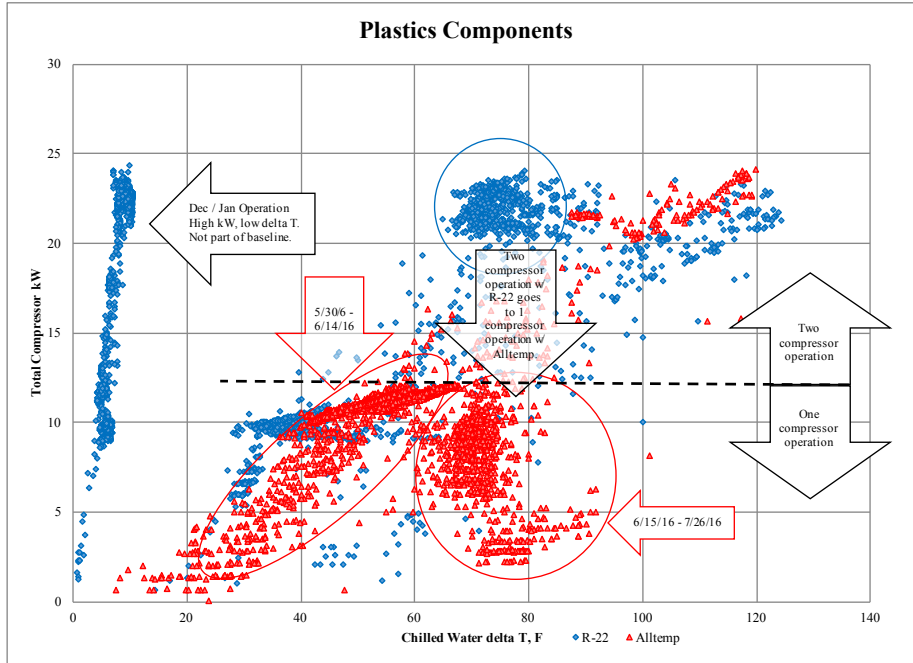 Plastics Components
30
25
20
15
10
5
0
Total Compressor kW
Dec / Jan Operation
High kW, low delta T.
Not part of baseline.
5/30/6 -
6/14/16
Two
compressor
operation w
R-22 goes
to 1
compressor
operation w
Alltemp.
Two
compressor
operation
One
compressor
operation
6/15/16 - 7/26/16
0
20
40
60
80
100
120
140
Chilled Water delta T, F
R-22
Alltemp